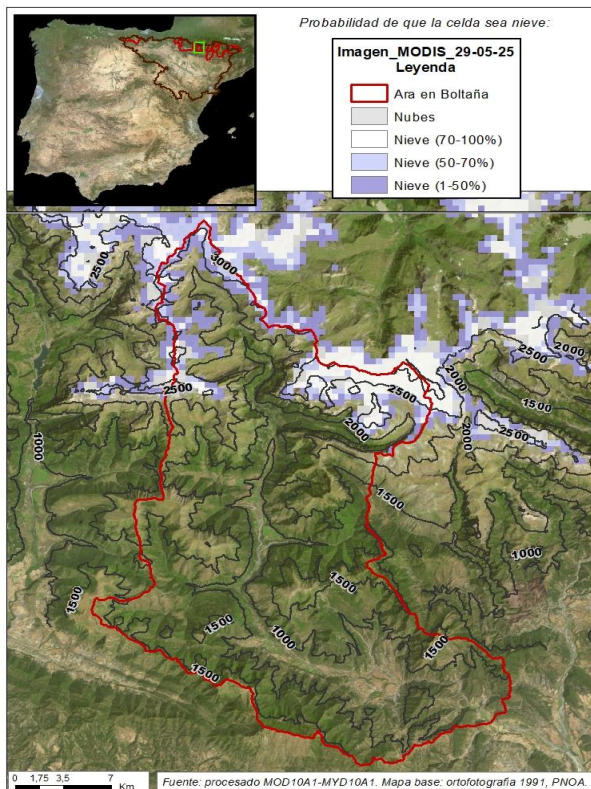 Probabilidad de que la celda sea nieve:
Imagen_MODIS_29-05-25
Leyenda
Ara en Boltaña
Nubes
Nieve (70-100%)
Nieve (50-70%)
Nieve (1-50%)
3000
2500
2500
2000
2000
1500
2500
2500
2000
2000
2500
1000
1500
1000
1500
1500
1500
1000
1500
1500
0 1,75 3,5 7
Km
Fuente: procesado MOD10A1-MYD10A1. Mapa base: ortofotografía 1991, PNOA.